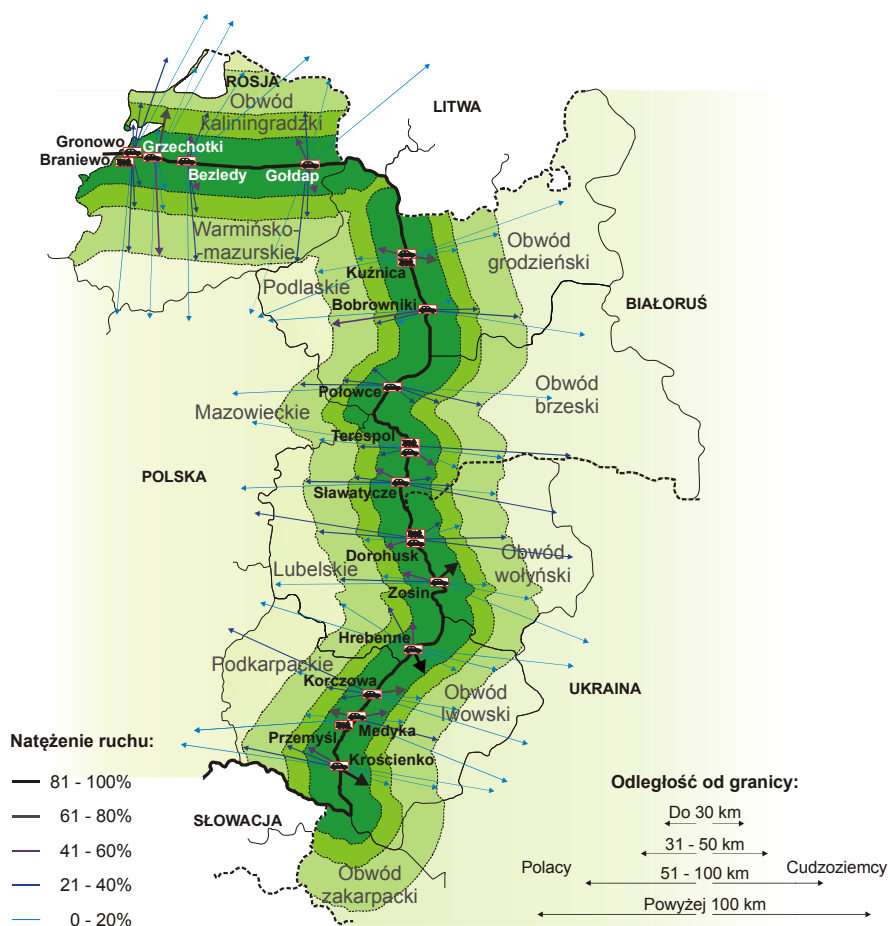 ROSJA
Obwód
kaliningradzki
LITWA
Gronowo
Grzechotki
Braniewo
Bezledy
Gołdap
Warmińsko-
mazurskie
Obwód
grodzieński
Kuźnica
Podlaskie
Bobrowniki
BIAŁORUŚ
Połowce
Obwód
brzeski
Mazowieckie
Terespol
POLSKA
Sławatycze
Dorohusk
Obwód
wołyński
Lubelskie
Zosin
Hrebenne
Podkarpackie
Korczowa
Obwód
lwowski
UKRAINA
Przemyśl
Medyka
Krościenko
SŁOWACJA
Obwód
zakarpacki
Natężenie ruchu:
81 - 100%
61 - 80%
41 - 60%
21 - 40%
0 - 20%
Odległość od granicy:
Do 30 km
31 - 50 km
Polacy
Cudzoziemcy
51 - 100 km
Powyżej 100 km